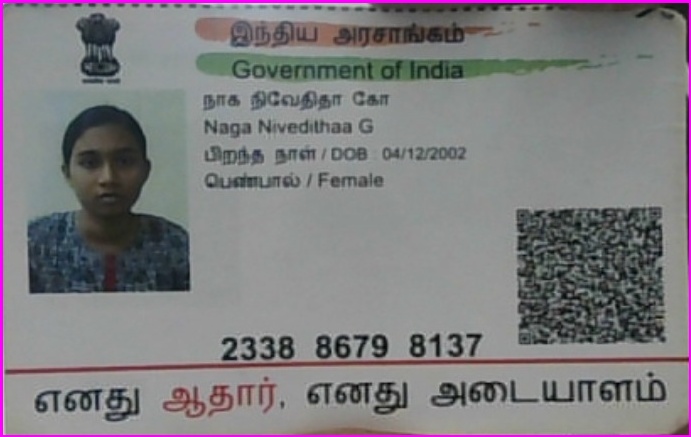 இந்திய அரசாங்கம்
Government of India
நாக நிவேதிதா கோ
Naga Nivedithaa G
பிறந்த நாள் / DOB : 04/12/2002
பெண்பால் / Female
2338 8679 8137
எனது ஆதார், எனது அடையாளம்